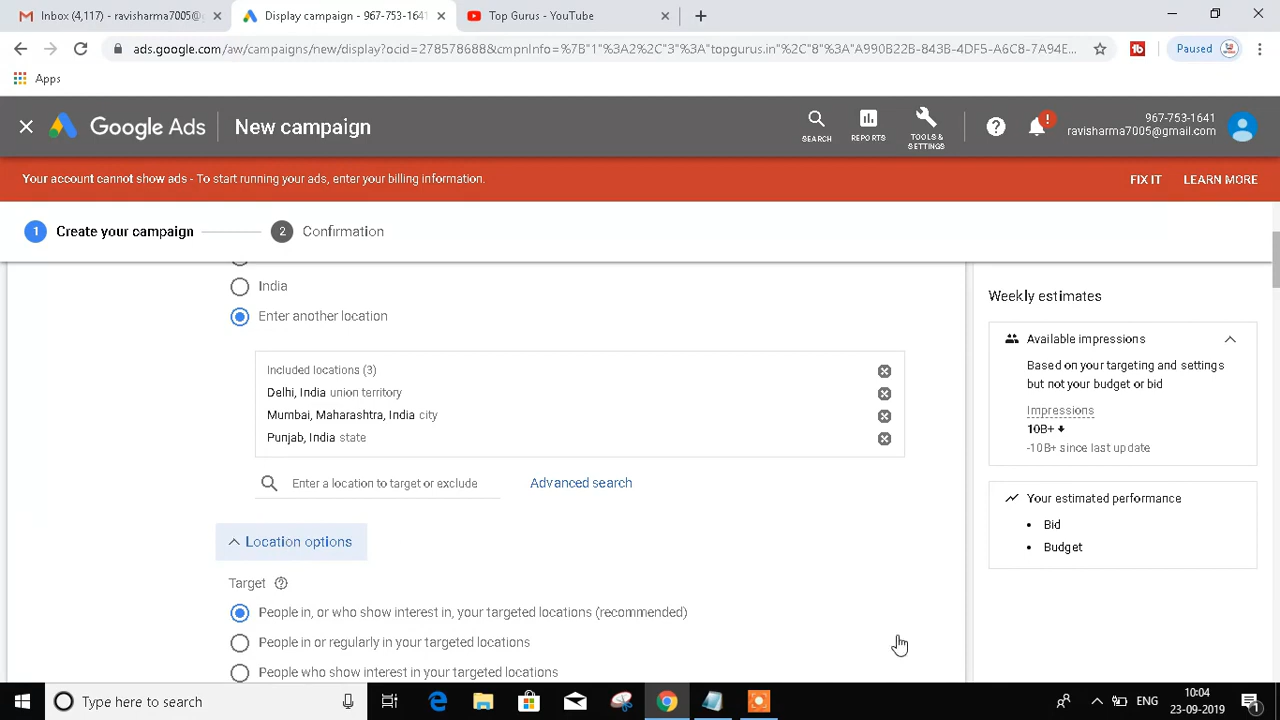 Inbox (4,117) - ravisharma7005@g
Display campaign - 967-753-1641
Top Gurus - YouTube
ads.google.com/aw/campaigns/new/display?ocid=278578688&cmpnInfo=%7B"1"%3A2%2C"3"%3A"topgurus.in"%2C"8"%3A"A990B22B-843B-4DF5-A6C8-7A94E...
Paused
Apps
Google Ads
New campaign
SEARCH
REPORTS
TOOLS & SETTINGS
967-753-1641
ravisharma7005@gmail.com
Your account cannot show ads - To start running your ads, enter your billing information.
FIX IT
LEARN MORE
1 Create your campaign
2 Confirmation
India
Enter another location
Included locations (3)
Delhi, India union territory
Mumbai, Maharashtra, India city
Punjab, India state
Enter a location to target or exclude
Advanced search
Location options
Target
People in, or who show interest in, your targeted locations (recommended)
People in or regularly in your targeted locations
People who show interest in your targeted locations
Weekly estimates
Available impressions
Based on your targeting and settings
but not your budget or bid
Impressions
10B+
-10B+ since last update
Your estimated performance
• Bid
• Budget
Type here to search
ENG
10:04
23-09-2019
1